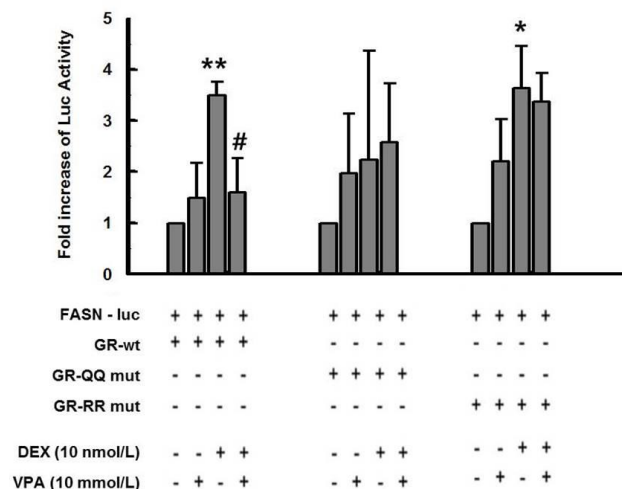 Fold increase of Luc Activity
5
4
3
2
1
0
**
#
*
FASN - luc + + + + + + + + + + + +
GR-wt + + + + - - - - - - - -
GR-QQ mut - - - - + + + + - - - -
GR-RR mut - - - - - - - - + + + +
DEX (10 nmol/L) - - + + - - + + - - + +
VPA (10 mmol/L) - + - + - + - + - + - +